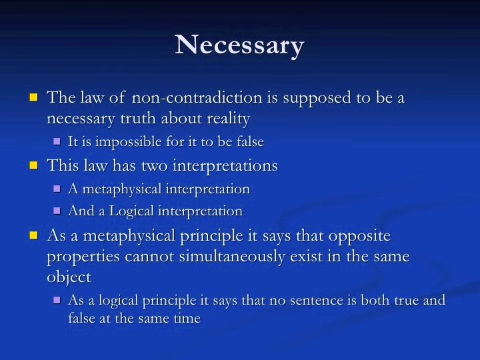 Necessary
The law of non-contradiction is supposed to be a
necessary truth about reality
It is impossible for it to be false
This law has two interpretations
A metaphysical interpretation
And a Logical interpretation
As a metaphysical principle it says that opposite
properties cannot simultaneously exist in the same
object
As a logical principle it says that no sentence is both true and
false at the same time